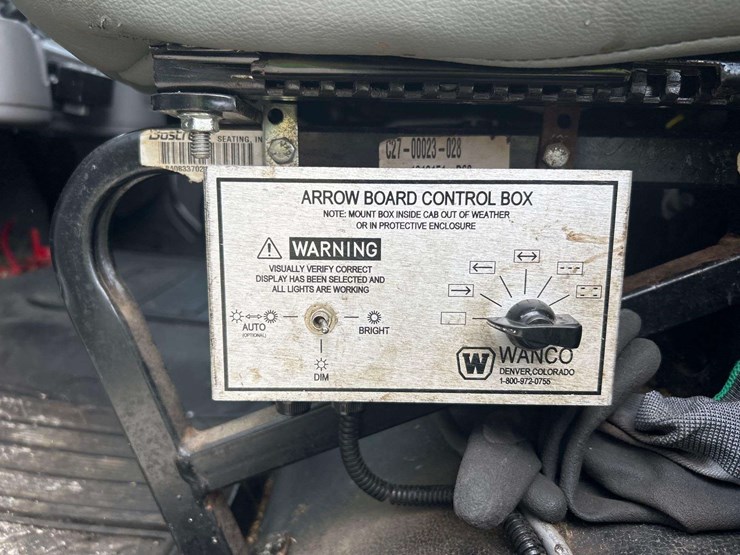 SEATING, IN
C27-00023-028
ARROW BOARD CONTROL BOX
NOTE: MOUNT BOX INSIDE CAB OUT OF WEATHER
OR IN PROTECTIVE ENCLOSURE
WARNING
VISUALLY VERIFY CORRECT
DISPLAY HAS BEEN SELECTED AND
ALL LIGHTS ARE WORKING
AUTO
(OPTIONAL)
BRIGHT
DIM
W WANCO
DENVER, COLORADO
1-800-972-0755